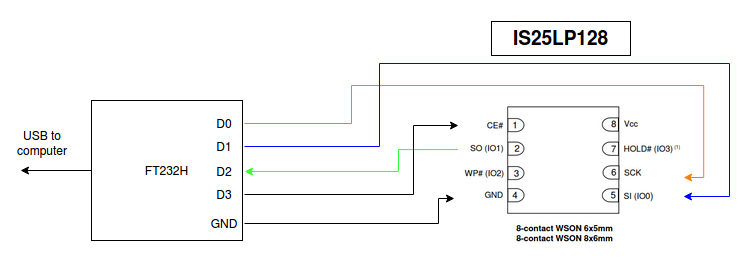 IS25LP128
USB to
computer
FT232H
D0
D1
D2
D3
GND
CE# 1
SO (IO1) 2
WP# (IO2) 3
GND 4
8 Vcc
7 HOLD# (IO3) (1)
6 SCK
5 SI (IO0)
8-contact WSON 6x5mm
8-contact WSON 8x6mm